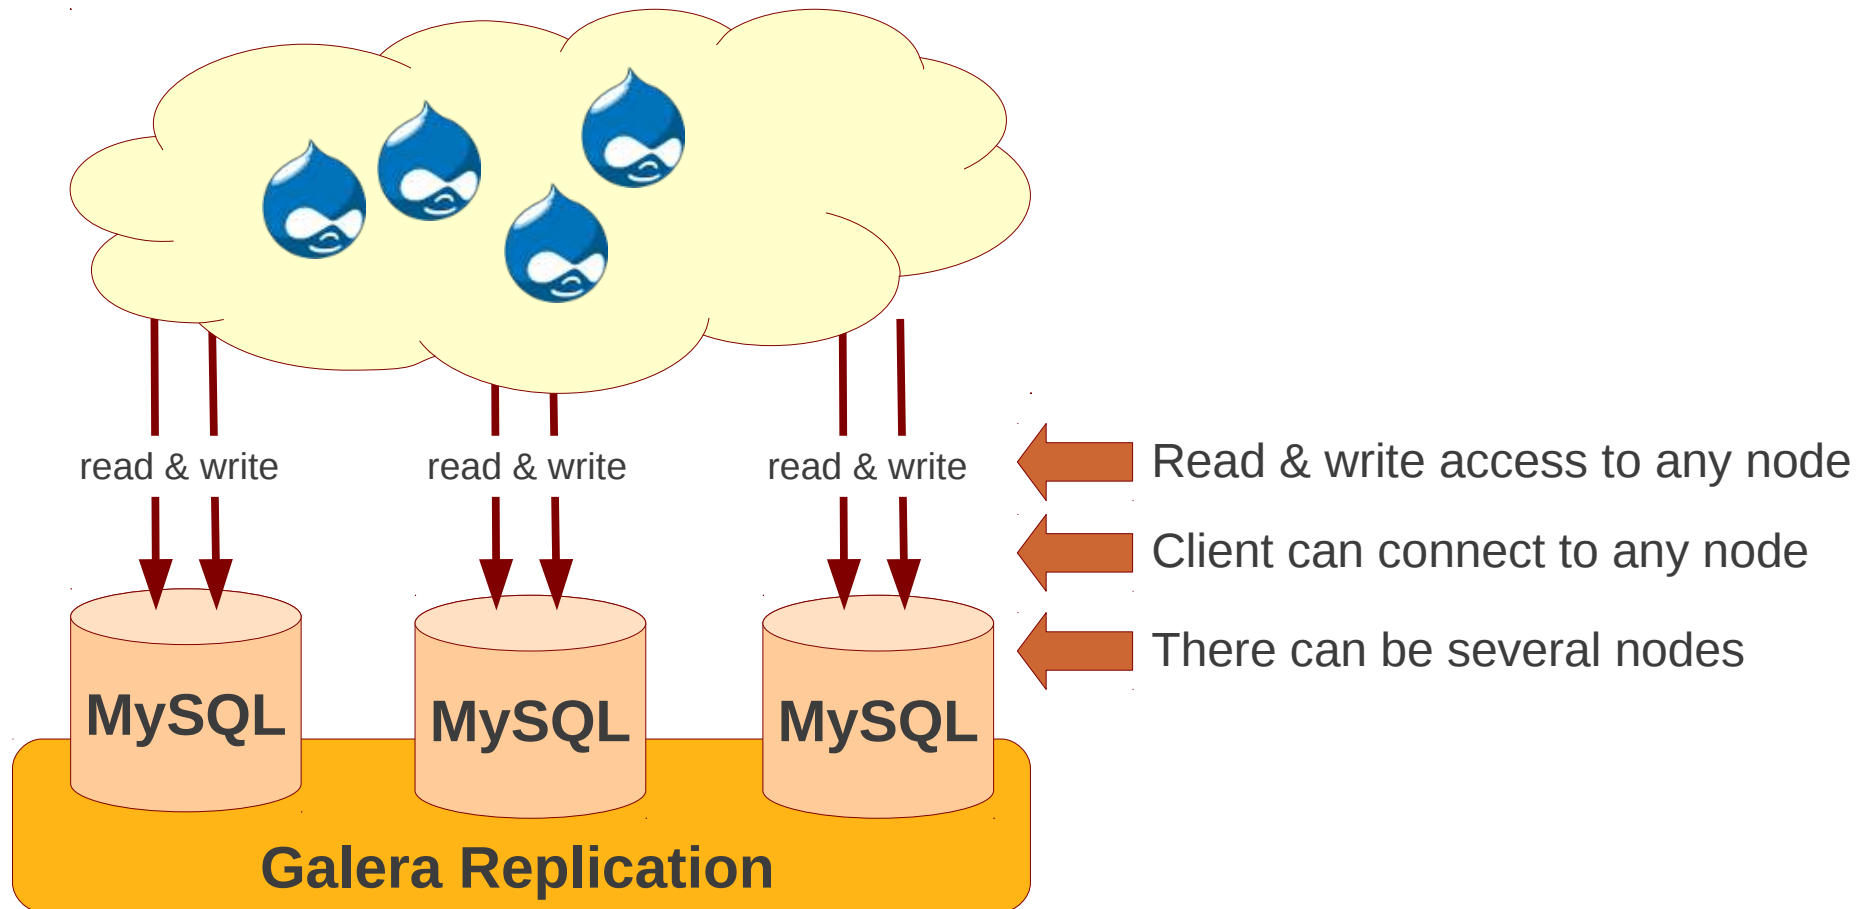 read & write
read & write
read & write
Read & write access to any node
Client can connect to any node
There can be several nodes
MySQL
MySQL
MySQL
Galera Replication